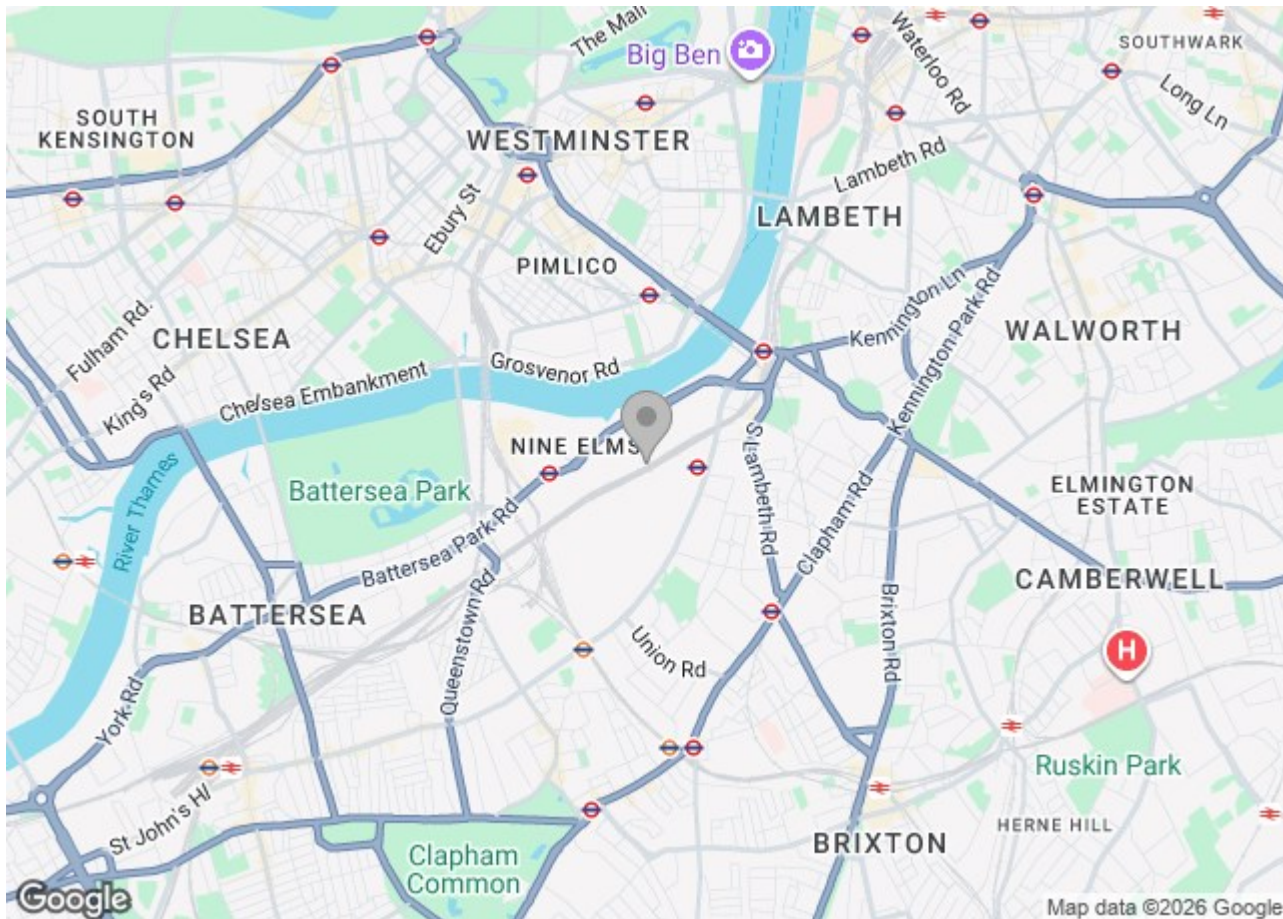 The Mall
Big Ben
Waterloo Rd
SOUTHWARK
Long Ln
SOUTH
KENSINGTON
WESTMINSTER
Lambeth Rd
LAMBETH
Ebury St
PIMLICO
Kennington Ln
Kennington Park Rd
WALWORTH
Fulham Rd.
CHELSEA
King's Rd
Chelsea Embankment
Grosvenor Rd
NINE ELMS
S Lambeth Rd
Clapham Rd
ELMINGTON
ESTATE
Battersea Park
River Thames
Battersea Park Rd
CAMBERWELL
H
BATTERSEA
Queenstown Rd
Union Rd
Brixton Rd
York Rd
Ruskin Park
St John's H
HERNE HILL
BRIXTON
Clapham
Common
Google
Map data ©2026 Google